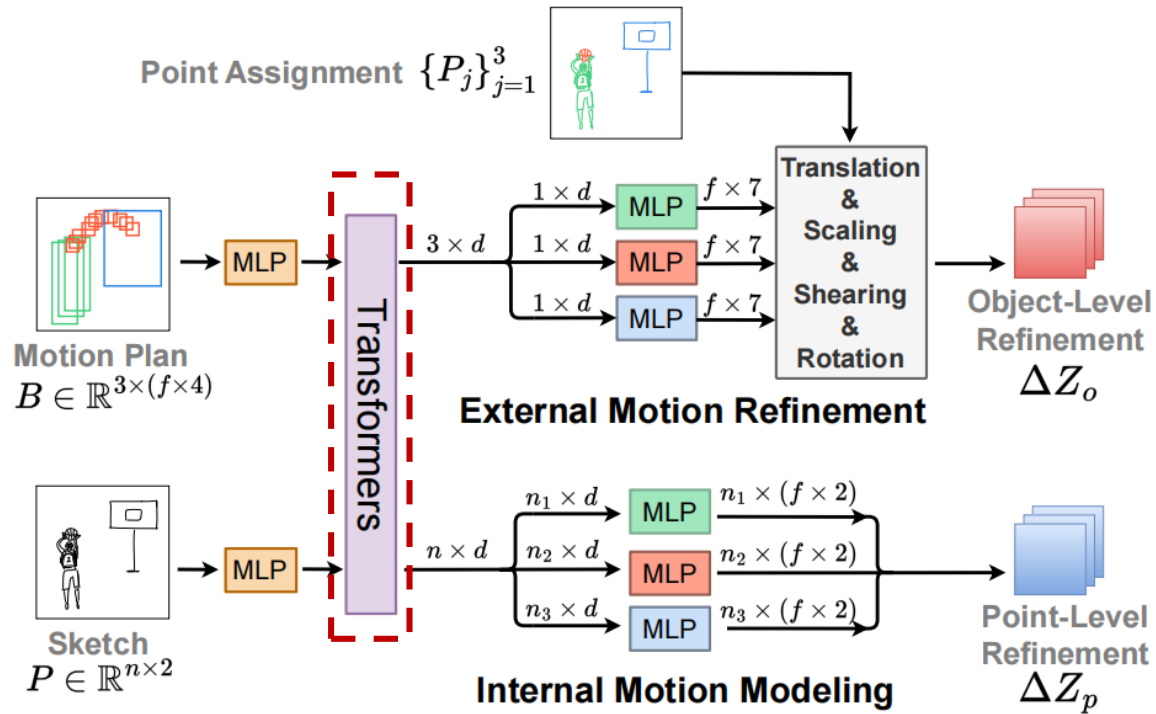 Point Assignment {P_j}^3_{j=1}
Translation
&
Scaling
&
Shearing
&
Rotation
1 × d
MLP
f × 7
3 × d
1 × d
MLP
f × 7
1 × d
MLP
f × 7
MLP
Transformers
Motion Plan
B ∈ ℝ^{3×(f×4)}
External Motion Refinement
Object-Level
Refinement
ΔZ_o
n_1 × d
MLP
n_1 × (f × 2)
MLP
n × d
n_2 × d
MLP
n_2 × (f × 2)
n_3 × d
MLP
n_3 × (f × 2)
Sketch
P ∈ ℝ^{n×2}
Internal Motion Modeling
Point-Level
Refinement
ΔZ_p